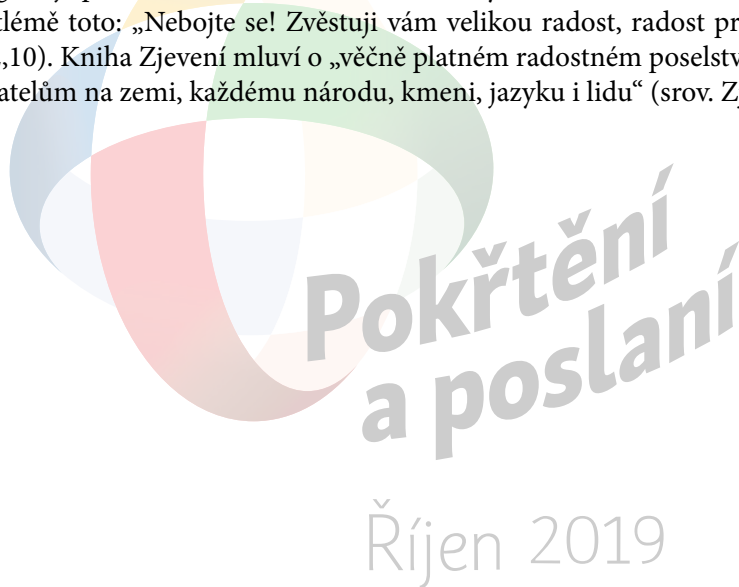 tlémě toto: „Nebojte se! Zvěstuji vám velikou radost, radost pr
,10). Kniha Zjevení mluví o „věčně platném radostném poselstv
atelům na zemi, každému národu, kmeni, jazyku i lidu“ (srov. Zj
Pokřtění
a poslaní
Říjen 2019